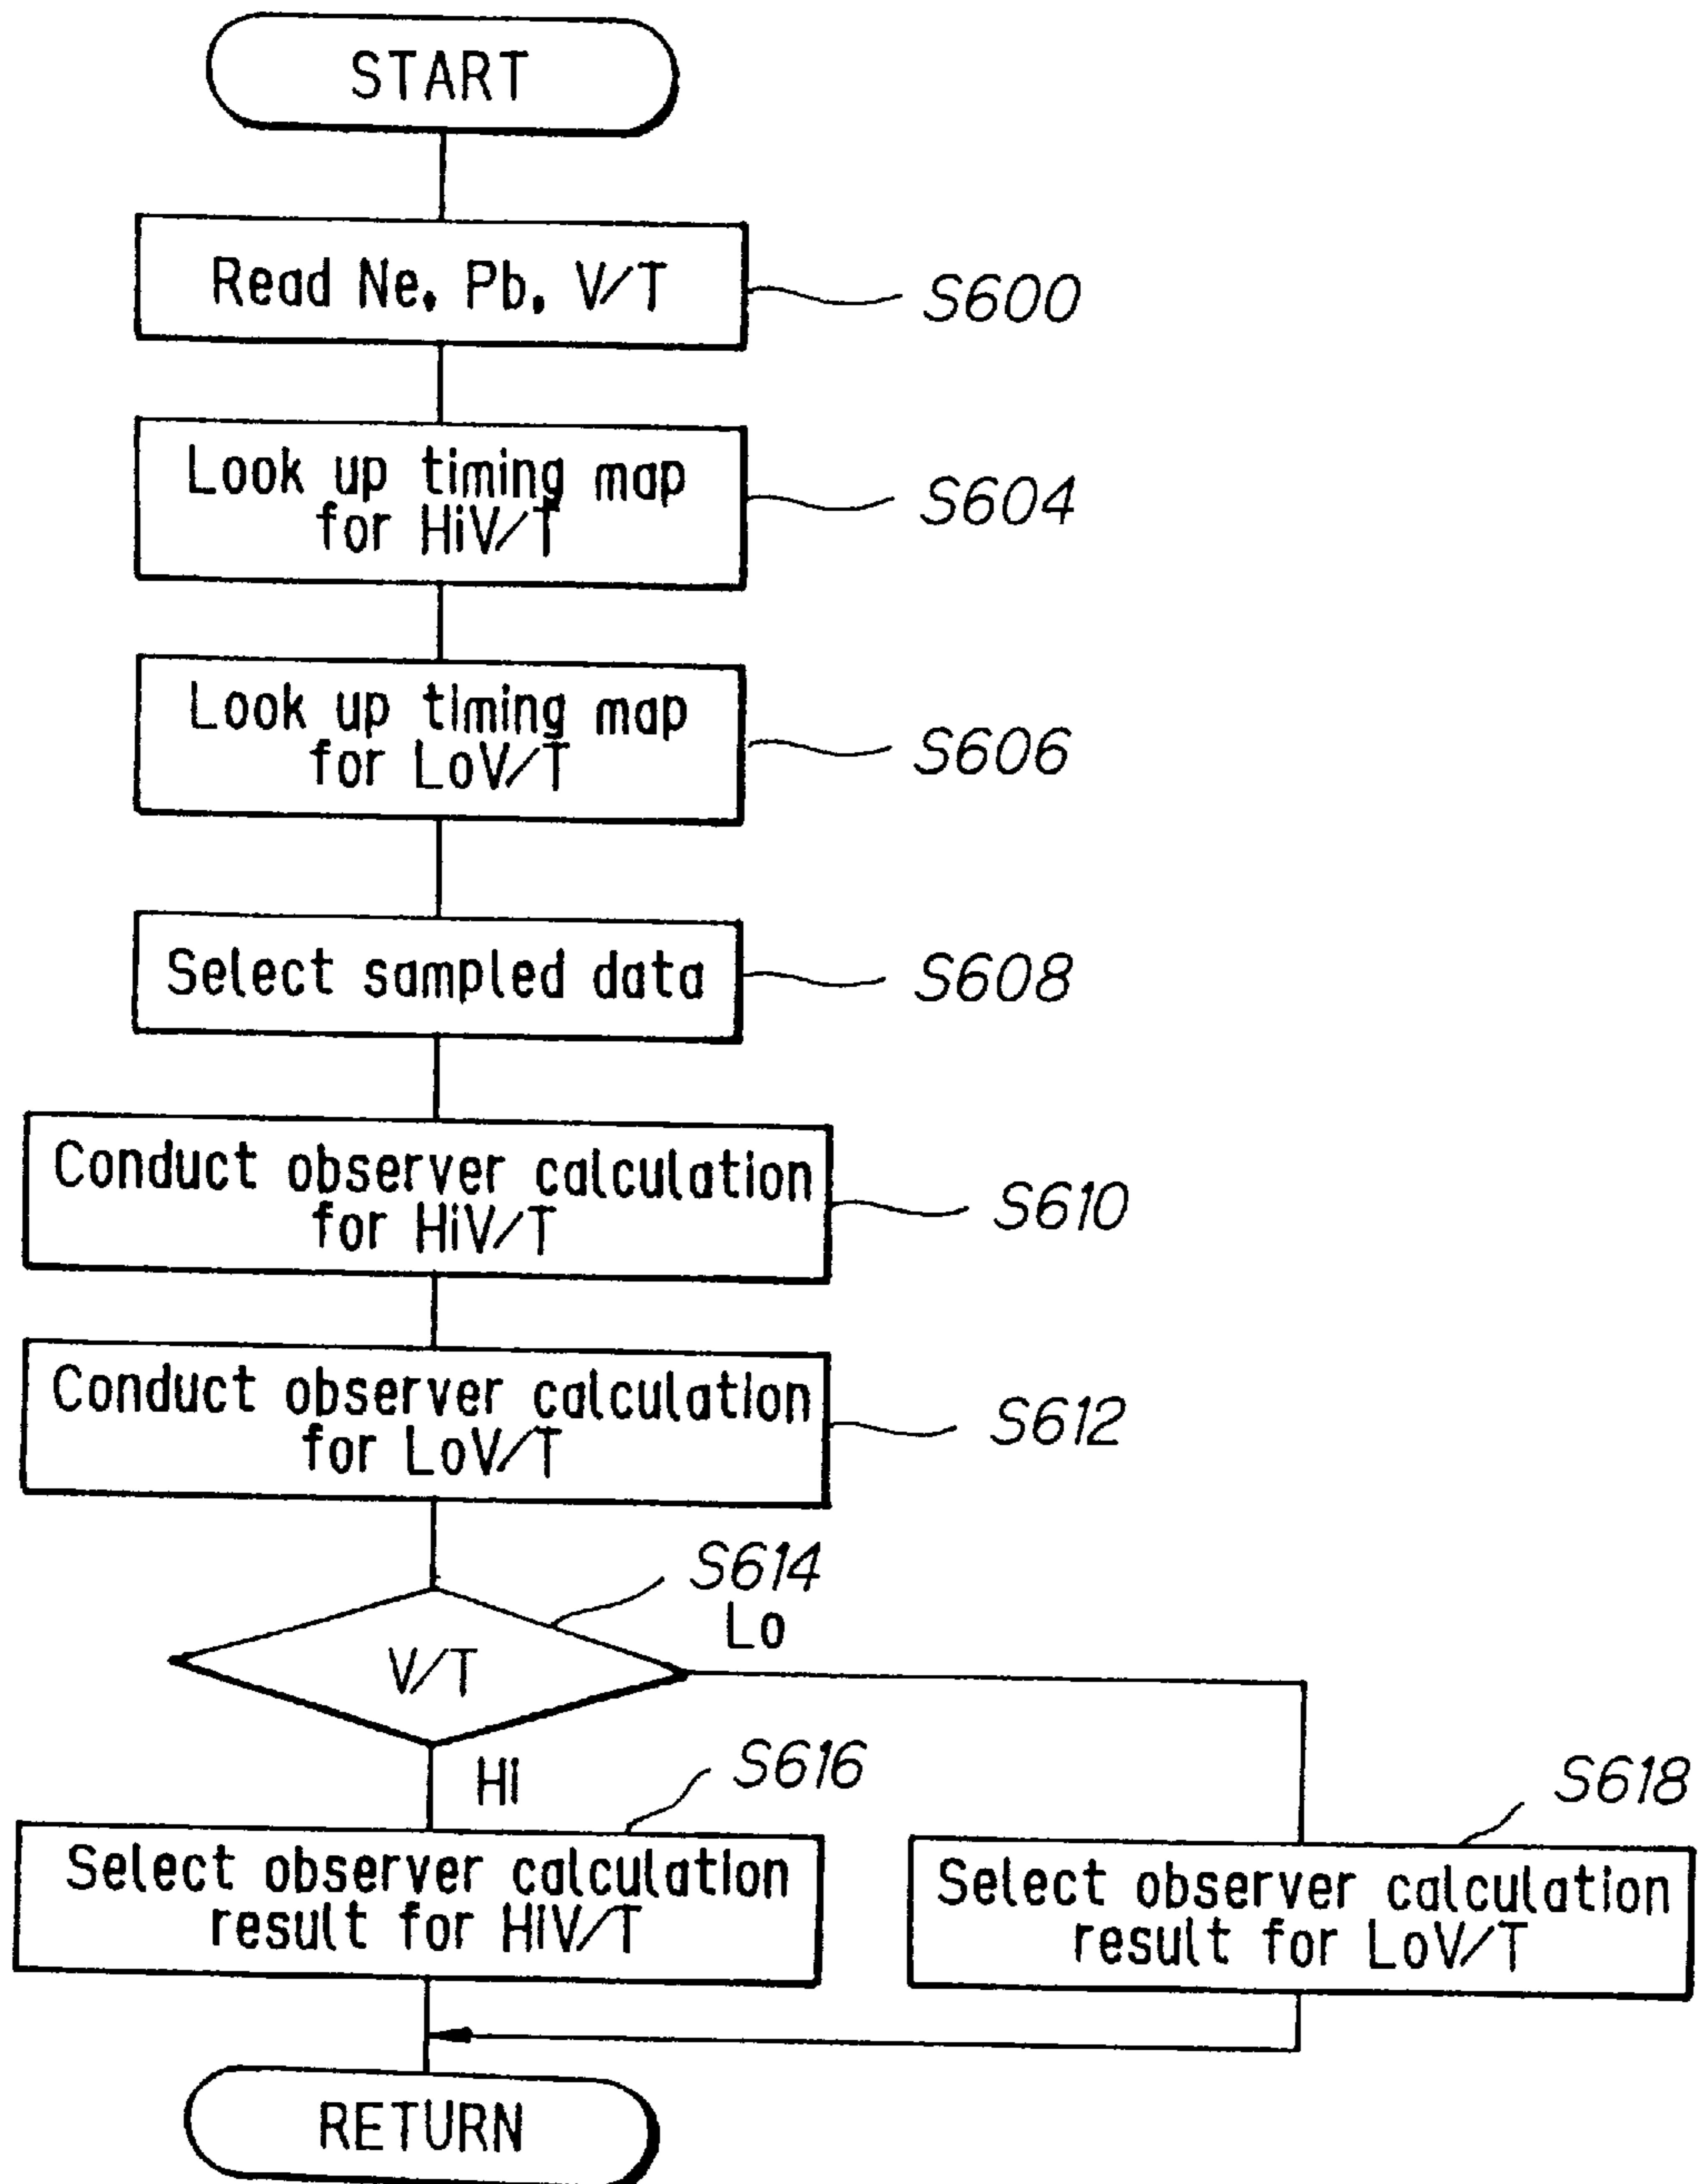 START
Read Ne. Pb. V/T
S600
Look up timing map
for HiV/T
S604
Look up timing map
for LoV/T
S606
Select sampled data
S608
Conduct observer calculation
for HiV/T
S610
Conduct observer calculation
for LoV/T
S612
S614
V/T
Lo
Hi
S616
Select observer calculation
result for HiV/T
S618
Select observer calculation
result for LoV/T
RETURN